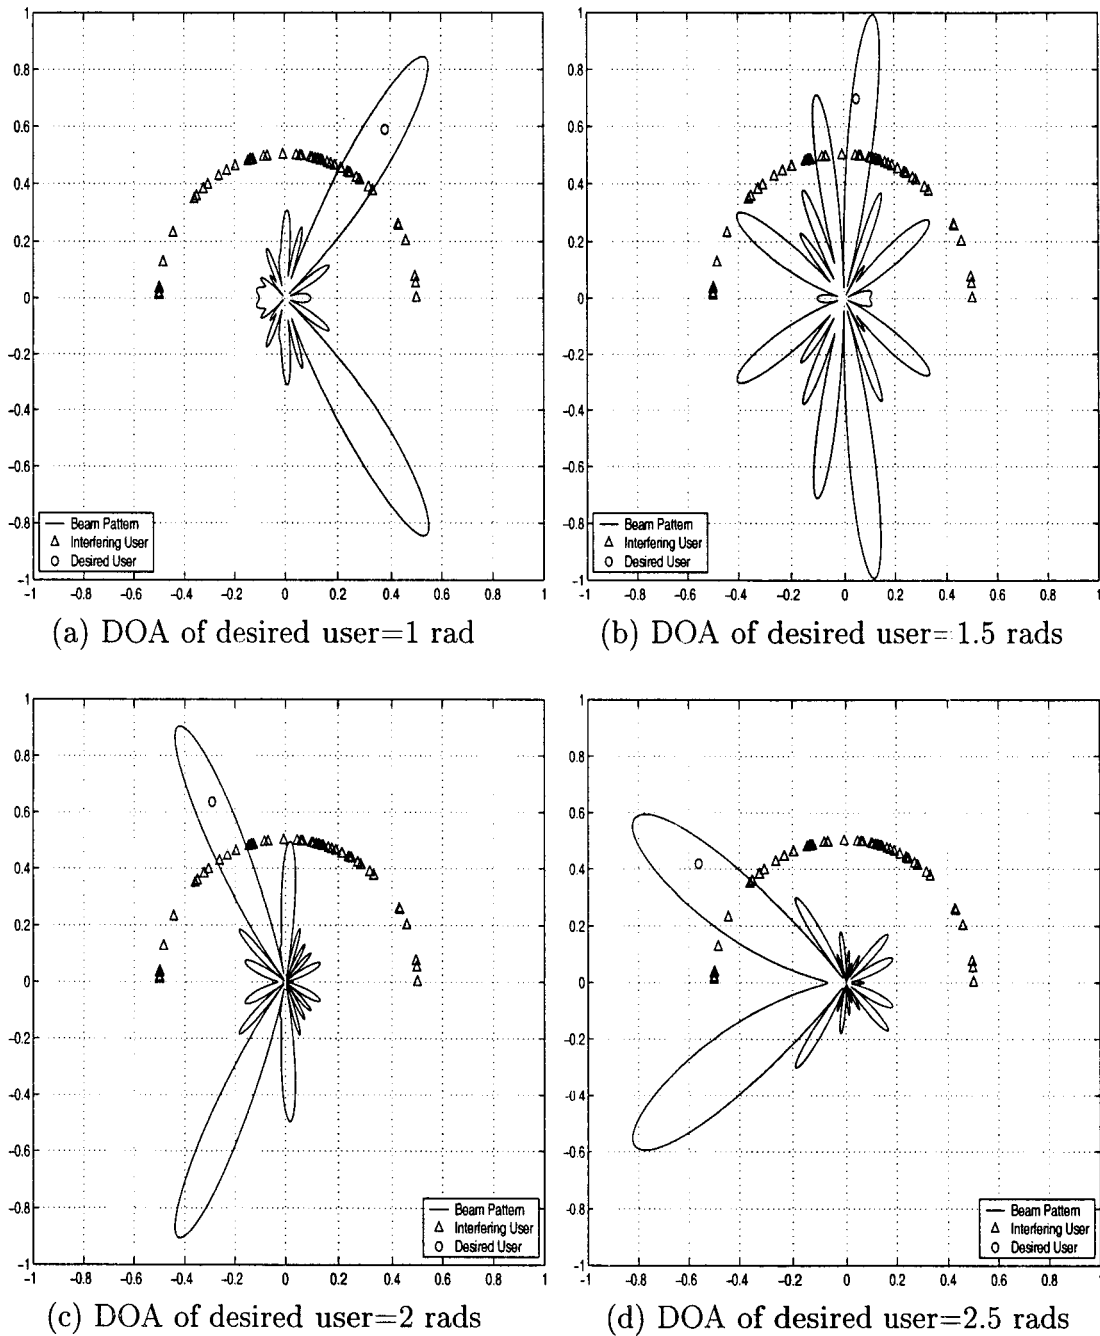 1
0.8
0.6
0.4
0.2
0
−0.2
−0.4
−0.6
−0.8
−1
Beam Pattern
Interfering User
Desired User
−1 −0.8 −0.6 −0.4 −0.2 0 0.2 0.4 0.6 0.8 1
(a) DOA of desired user=1 rad
1
0.8
0.6
0.4
0.2
0
−0.2
−0.4
−0.6
−0.8
−1
Beam Pattern
Interfering User
Desired User
−1 −0.8 −0.6 −0.4 −0.2 0 0.2 0.4 0.6 0.8 1
(b) DOA of desired user=1.5 rads
1
0.8
0.6
0.4
0.2
0
−0.2
−0.4
−0.6
−0.8
−1
Beam Pattern
Interfering User
Desired User
−1 −0.8 −0.6 −0.4 −0.2 0 0.2 0.4 0.6 0.8 1
(c) DOA of desired user=2 rads
1
0.8
0.6
0.4
0.2
0
−0.2
−0.4
−0.6
−0.8
−1
Beam Pattern
Interfering User
Desired User
−1 −0.8 −0.6 −0.4 −0.2 0 0.2 0.4 0.6 0.8 1
(d) DOA of desired user=2.5 rads